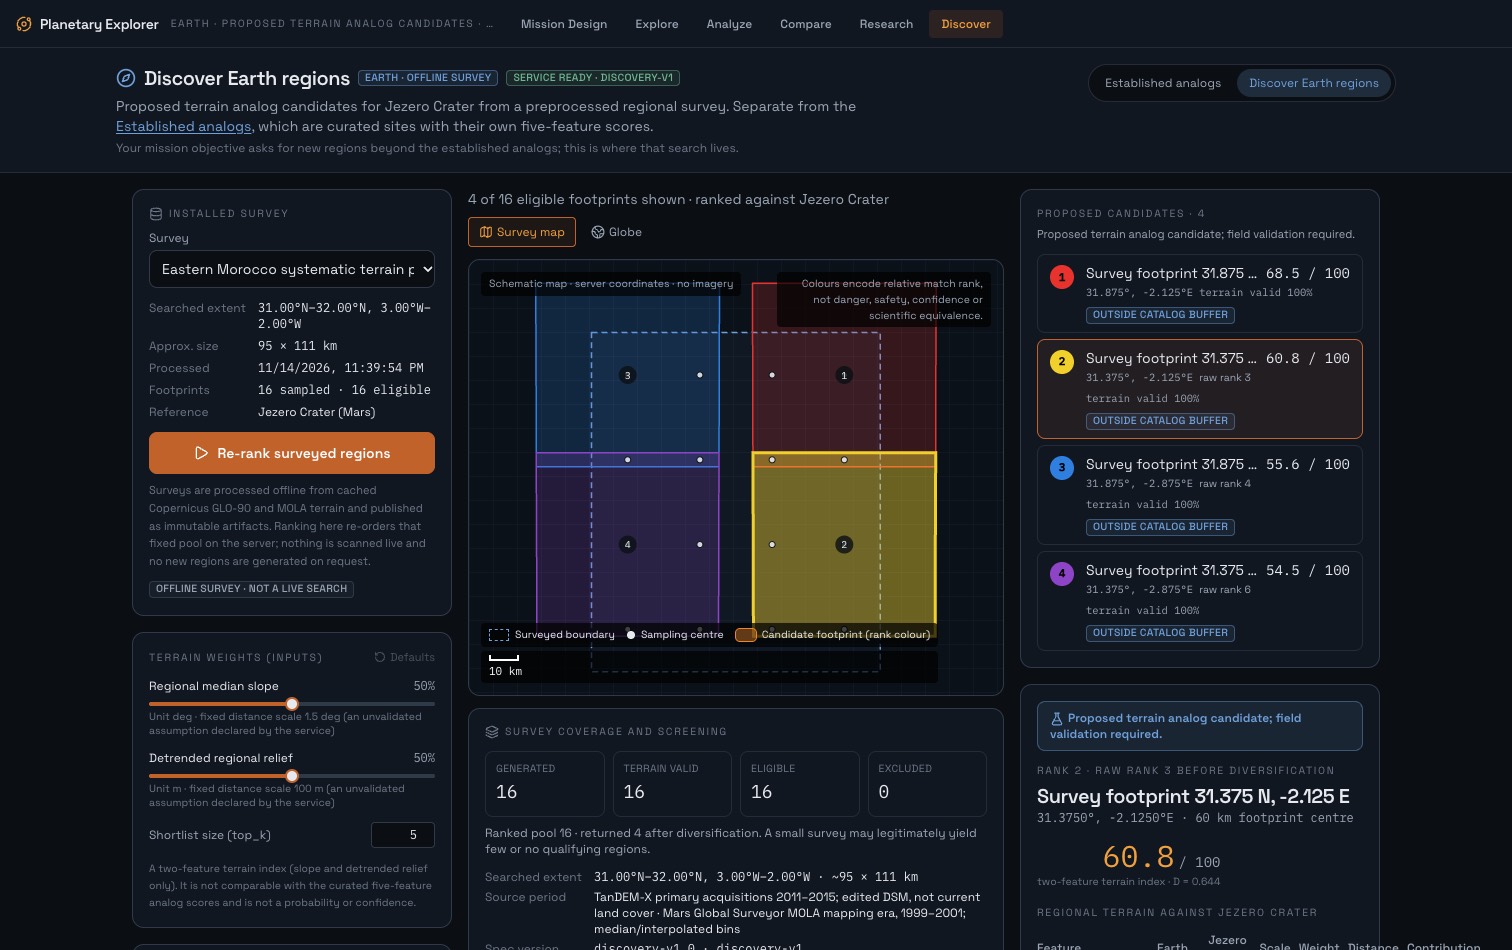 Planetary Explorer
EARTH · PROPOSED TERRAIN ANALOG CANDIDATES · …
Mission Design
Explore
Analyze
Compare
Research
Discover
Discover Earth regions
EARTH · OFFLINE SURVEY
SERVICE READY · DISCOVERY-V1
Established analogs
Discover Earth regions
Proposed terrain analog candidates for Jezero Crater from a preprocessed regional survey. Separate from the
Established analogs, which are curated sites with their own five-feature scores.
Your mission objective asks for new regions beyond the established analogs; this is where that search lives.
INSTALLED SURVEY
Survey
Eastern Morocco systematic terrain p
Searched extent 31.00°N–32.00°N, 3.00°W–
2.00°W
Approx. size 95 × 111 km
Processed 11/14/2026, 11:39:54 PM
Footprints 16 sampled · 16 eligible
Reference Jezero Crater (Mars)
Re-rank surveyed regions
Surveys are processed offline from cached
Copernicus GLO-90 and MOLA terrain and published
as immutable artifacts. Ranking here re-orders that
fixed pool on the server; nothing is scanned live and
no new regions are generated on request.
OFFLINE SURVEY · NOT A LIVE SEARCH
TERRAIN WEIGHTS (INPUTS)
Defaults
Regional median slope 50%
Unit deg · fixed distance scale 1.5 deg (an unvalidated
assumption declared by the service)
Detrended regional relief 50%
Unit m · fixed distance scale 100 m (an unvalidated
assumption declared by the service)
Shortlist size (top_k) 5
A two-feature terrain index (slope and detrended relief
only). It is not comparable with the curated five-feature
analog scores and is not a probability or confidence.
4 of 16 eligible footprints shown · ranked against Jezero Crater
Survey map
Globe
Schematic map · server coordinates · no imagery
Colours encode relative match rank,
not danger, safety, confidence or
scientific equivalence.
3
1
4
2
Surveyed boundary
Sampling centre
Candidate footprint (rank colour)
10 km
SURVEY COVERAGE AND SCREENING
GENERATED
16
TERRAIN VALID
16
ELIGIBLE
16
EXCLUDED
0
Ranked pool 16 · returned 4 after diversification. A small survey may legitimately yield
few or no qualifying regions.
Searched extent 31.00°N–32.00°N, 3.00°W–2.00°W · ~95 × 111 km
Source period TanDEM-X primary acquisitions 2011–2015; edited DSM, not current
land cover · Mars Global Surveyor MOLA mapping era, 1999–2001;
median/interpolated bins
Spec version discovery-v1.0 · discovery-v1
PROPOSED CANDIDATES · 4
Proposed terrain analog candidate; field validation required.
1
Survey footprint 31.875 … 68.5 / 100
31.875°, -2.125°E terrain valid 100%
OUTSIDE CATALOG BUFFER
2
Survey footprint 31.375 … 60.8 / 100
31.375°, -2.125°E raw rank 3
terrain valid 100%
OUTSIDE CATALOG BUFFER
3
Survey footprint 31.875 … 55.6 / 100
31.875°, -2.875°E raw rank 4
terrain valid 100%
OUTSIDE CATALOG BUFFER
4
Survey footprint 31.375 … 54.5 / 100
31.375°, -2.875°E raw rank 6
terrain valid 100%
OUTSIDE CATALOG BUFFER
Proposed terrain analog candidate; field
validation required.
RANK 2 · RAW RANK 3 BEFORE DIVERSIFICATION
Survey footprint 31.375 N, -2.125 E
31.3750°, -2.1250°E · 60 km footprint centre
60.8 / 100
two-feature terrain index · D = 0.644
REGIONAL TERRAIN AGAINST JEZERO CRATER
Feature Earth Jezero Scale Weight Distance Contribution